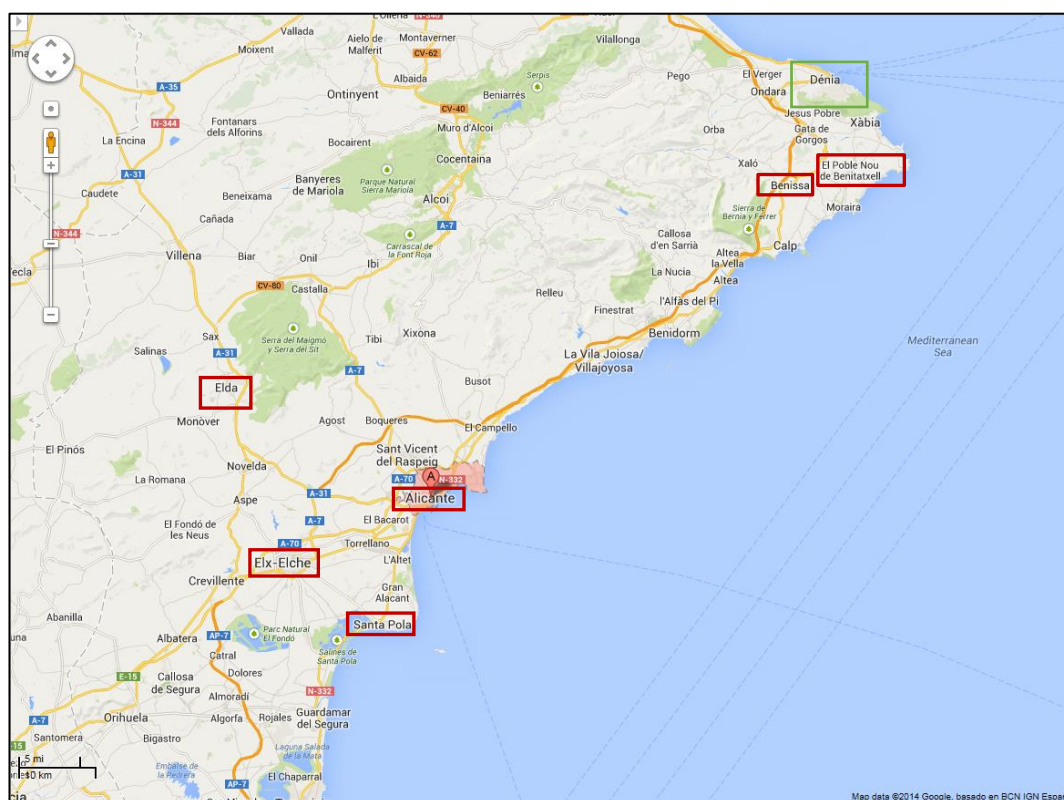 L'Olleria
Vallada
Aielo de
Malferit
Montaverner
CV-62
Vilallonga
Moixent
A-35
Albaida
Serpis
Beniarrés
Pego
El Verger
Ondara
Dénia
Ontinyent
CV-40
N-344
Fontanars
dels Alforins
Jesus Pobre
Xàbia
La Encina
Bocairent
Muro d'Alcoi
Orba
Gata de
Gorgos
Cocentaina
A-31
Banyeres
de Mariola
Parque Natural
Sierra Mariola
Xaló
El Poble Nou
de Benitatxell
Caudete
Beneixama
Alcoi
Benissa
Cañada
A-7
Sierra de
Bernia y Ferrer
Moraira
N-344
Carrascal de
la Font Roja
Callosa
d'En Sarrià
Villena
Biar
Onil
Ibi
Altea
la Vella
Calp
La Nucia
Altea
CV-80
Castalla
Relleu
l'Alfàs del Pi
Finestrat
Sax
Serra del Maigmó
y Serra del Sit
Tibi
Xixona
Benidorm
Salinas
A-31
A-7
La Vila Joiosa/
Villajoyosa
Mediterranean
Sea
Elda
Busot
Monòver
Agost
Boqueres
El Campello
El Pinós
Sant Vicent
del Raspeig
Novelda
La Romana
A-70
A
N-332
Aspe
A-31
Alicante
El Fondó de
les Neus
A-7
El Bacarot
A-70
Torrellano
Elx-Elche
L'Altet
Crevillente
Gran
Alacant
Abanilla
Santa Pola
Albatera
AP-7
Parc Natural
El Fondó
Catral
Salines de
Santa Pola
E-15
Callosa
de Segura
Dolores
Almoradí
N-332
A-7
Orihuela
Algorfa
Rojales
Guardamar
del Segura
Santomera
Bigastro
Laguna Salada
de la Mata
5 mi
10 km
Embalse de
la Pedrera
El Chaparral
AP-7
Map data ©2014 Google, basado en BCN IGN Espa